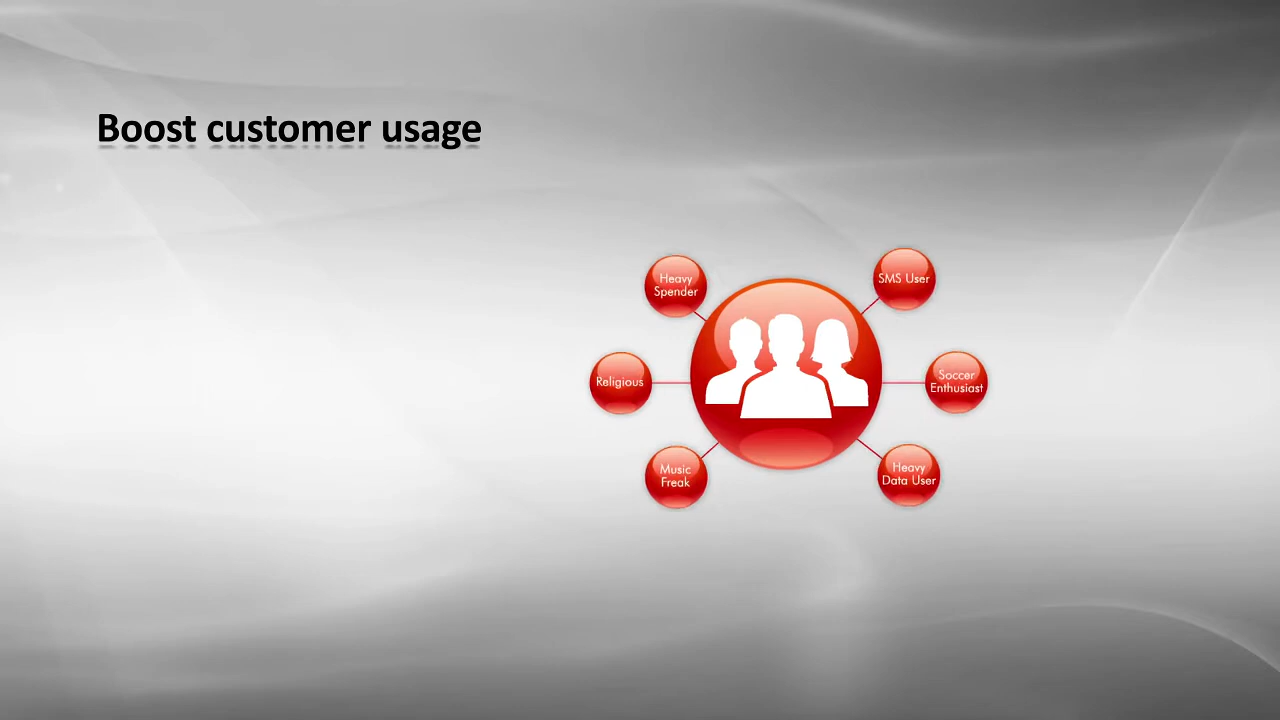 Boost customer usage
Heavy
Spender
SMS User
Religious
Soccer
Enthusiast
Music
Freak
Heavy
Data User